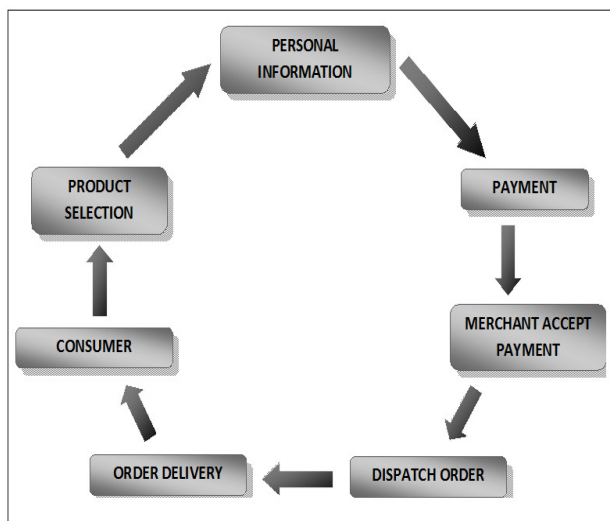 PERSONAL
INFORMATION
PAYMENT
MERCHANT ACCEPT
PAYMENT
DISPATCH ORDER
ORDER DELIVERY
CONSUMER
PRODUCT
SELECTION